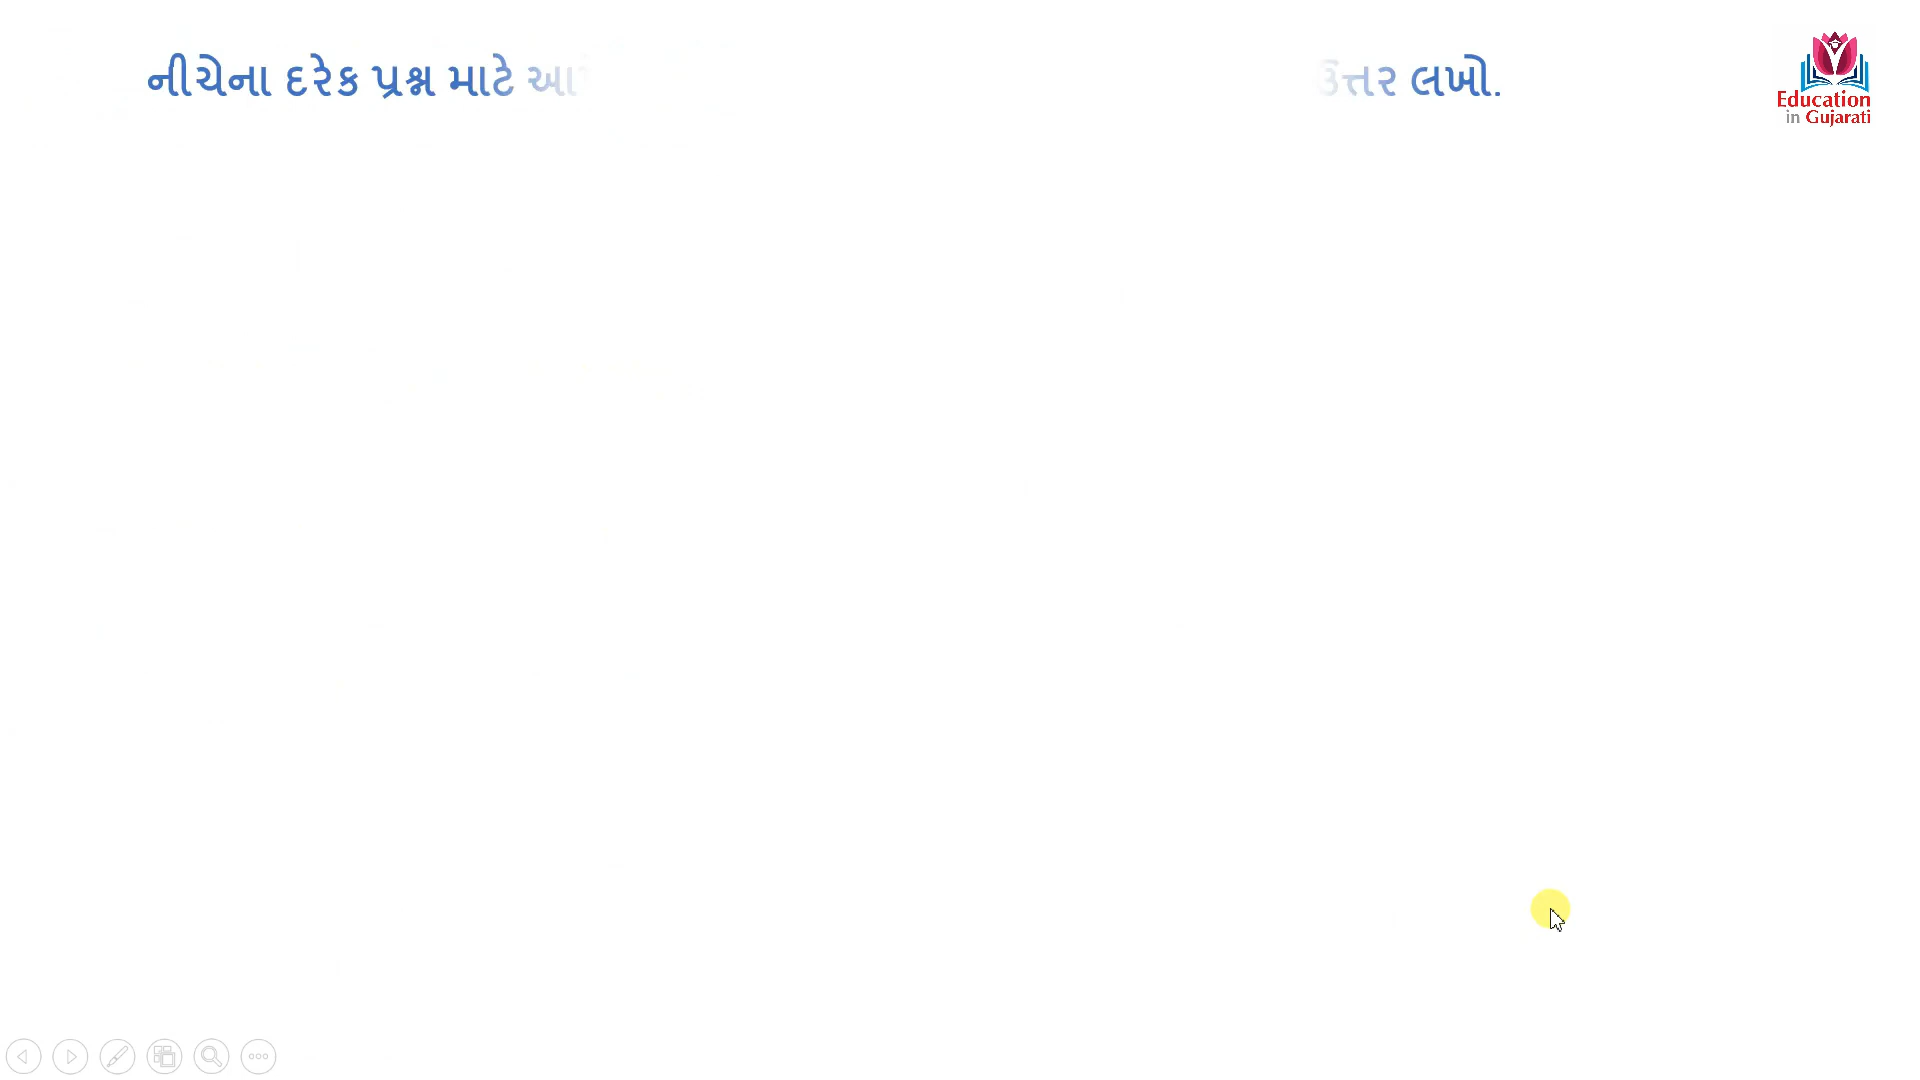 નીચેના દરેક પ્રશ્ન માટે ઉત્તર લખો.
Education
in Gujarati